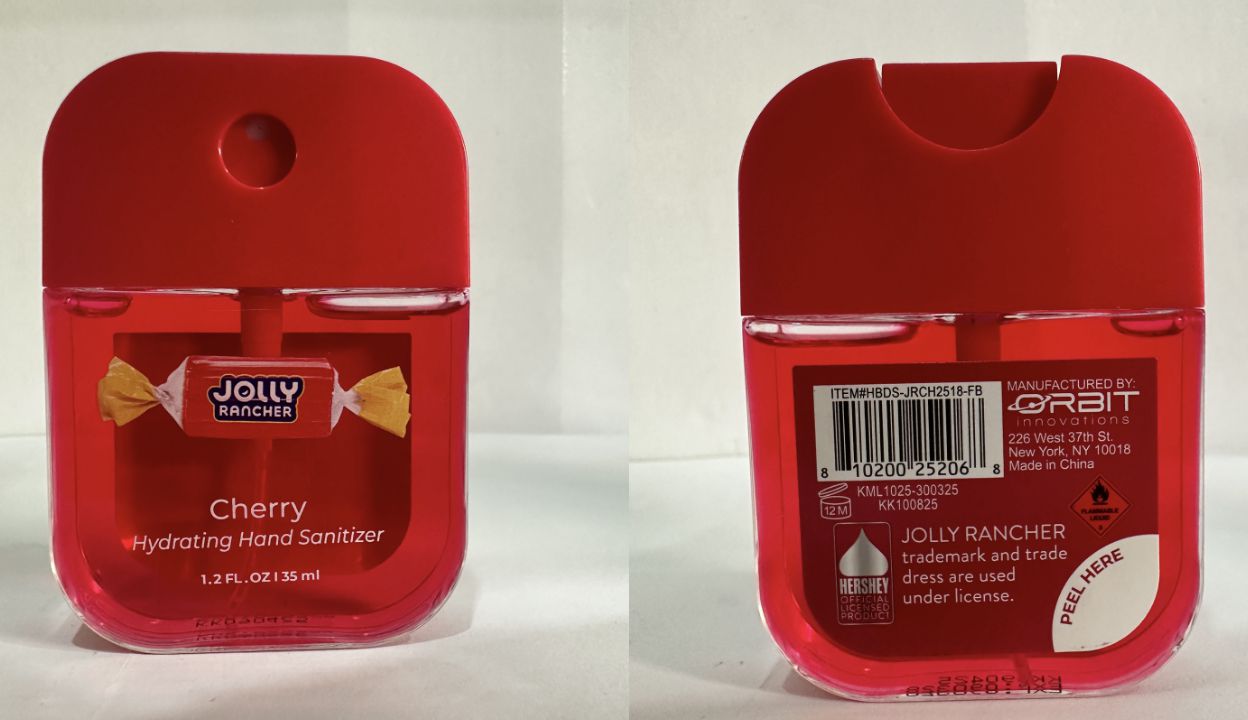 JOLLY
RANCHER
Cherry
Hydrating Hand Sanitizer
1.2 FL.OZ | 35 ml
ITEM#HBDS-JRCH2518-FB
8 10200 25206 8
MANUFACTURED BY:
ORBIT
innovations
226 West 37th St.
New York, NY 10018
Made in China
12 M
KML1025-300325
KK100825
FLAMMABLE
LIQUID
3
HERSHEY
OFFICIAL
LICENSED
PRODUCT
JOLLY RANCHER
trademark and trade
dress are used
under license.
PEEL HERE